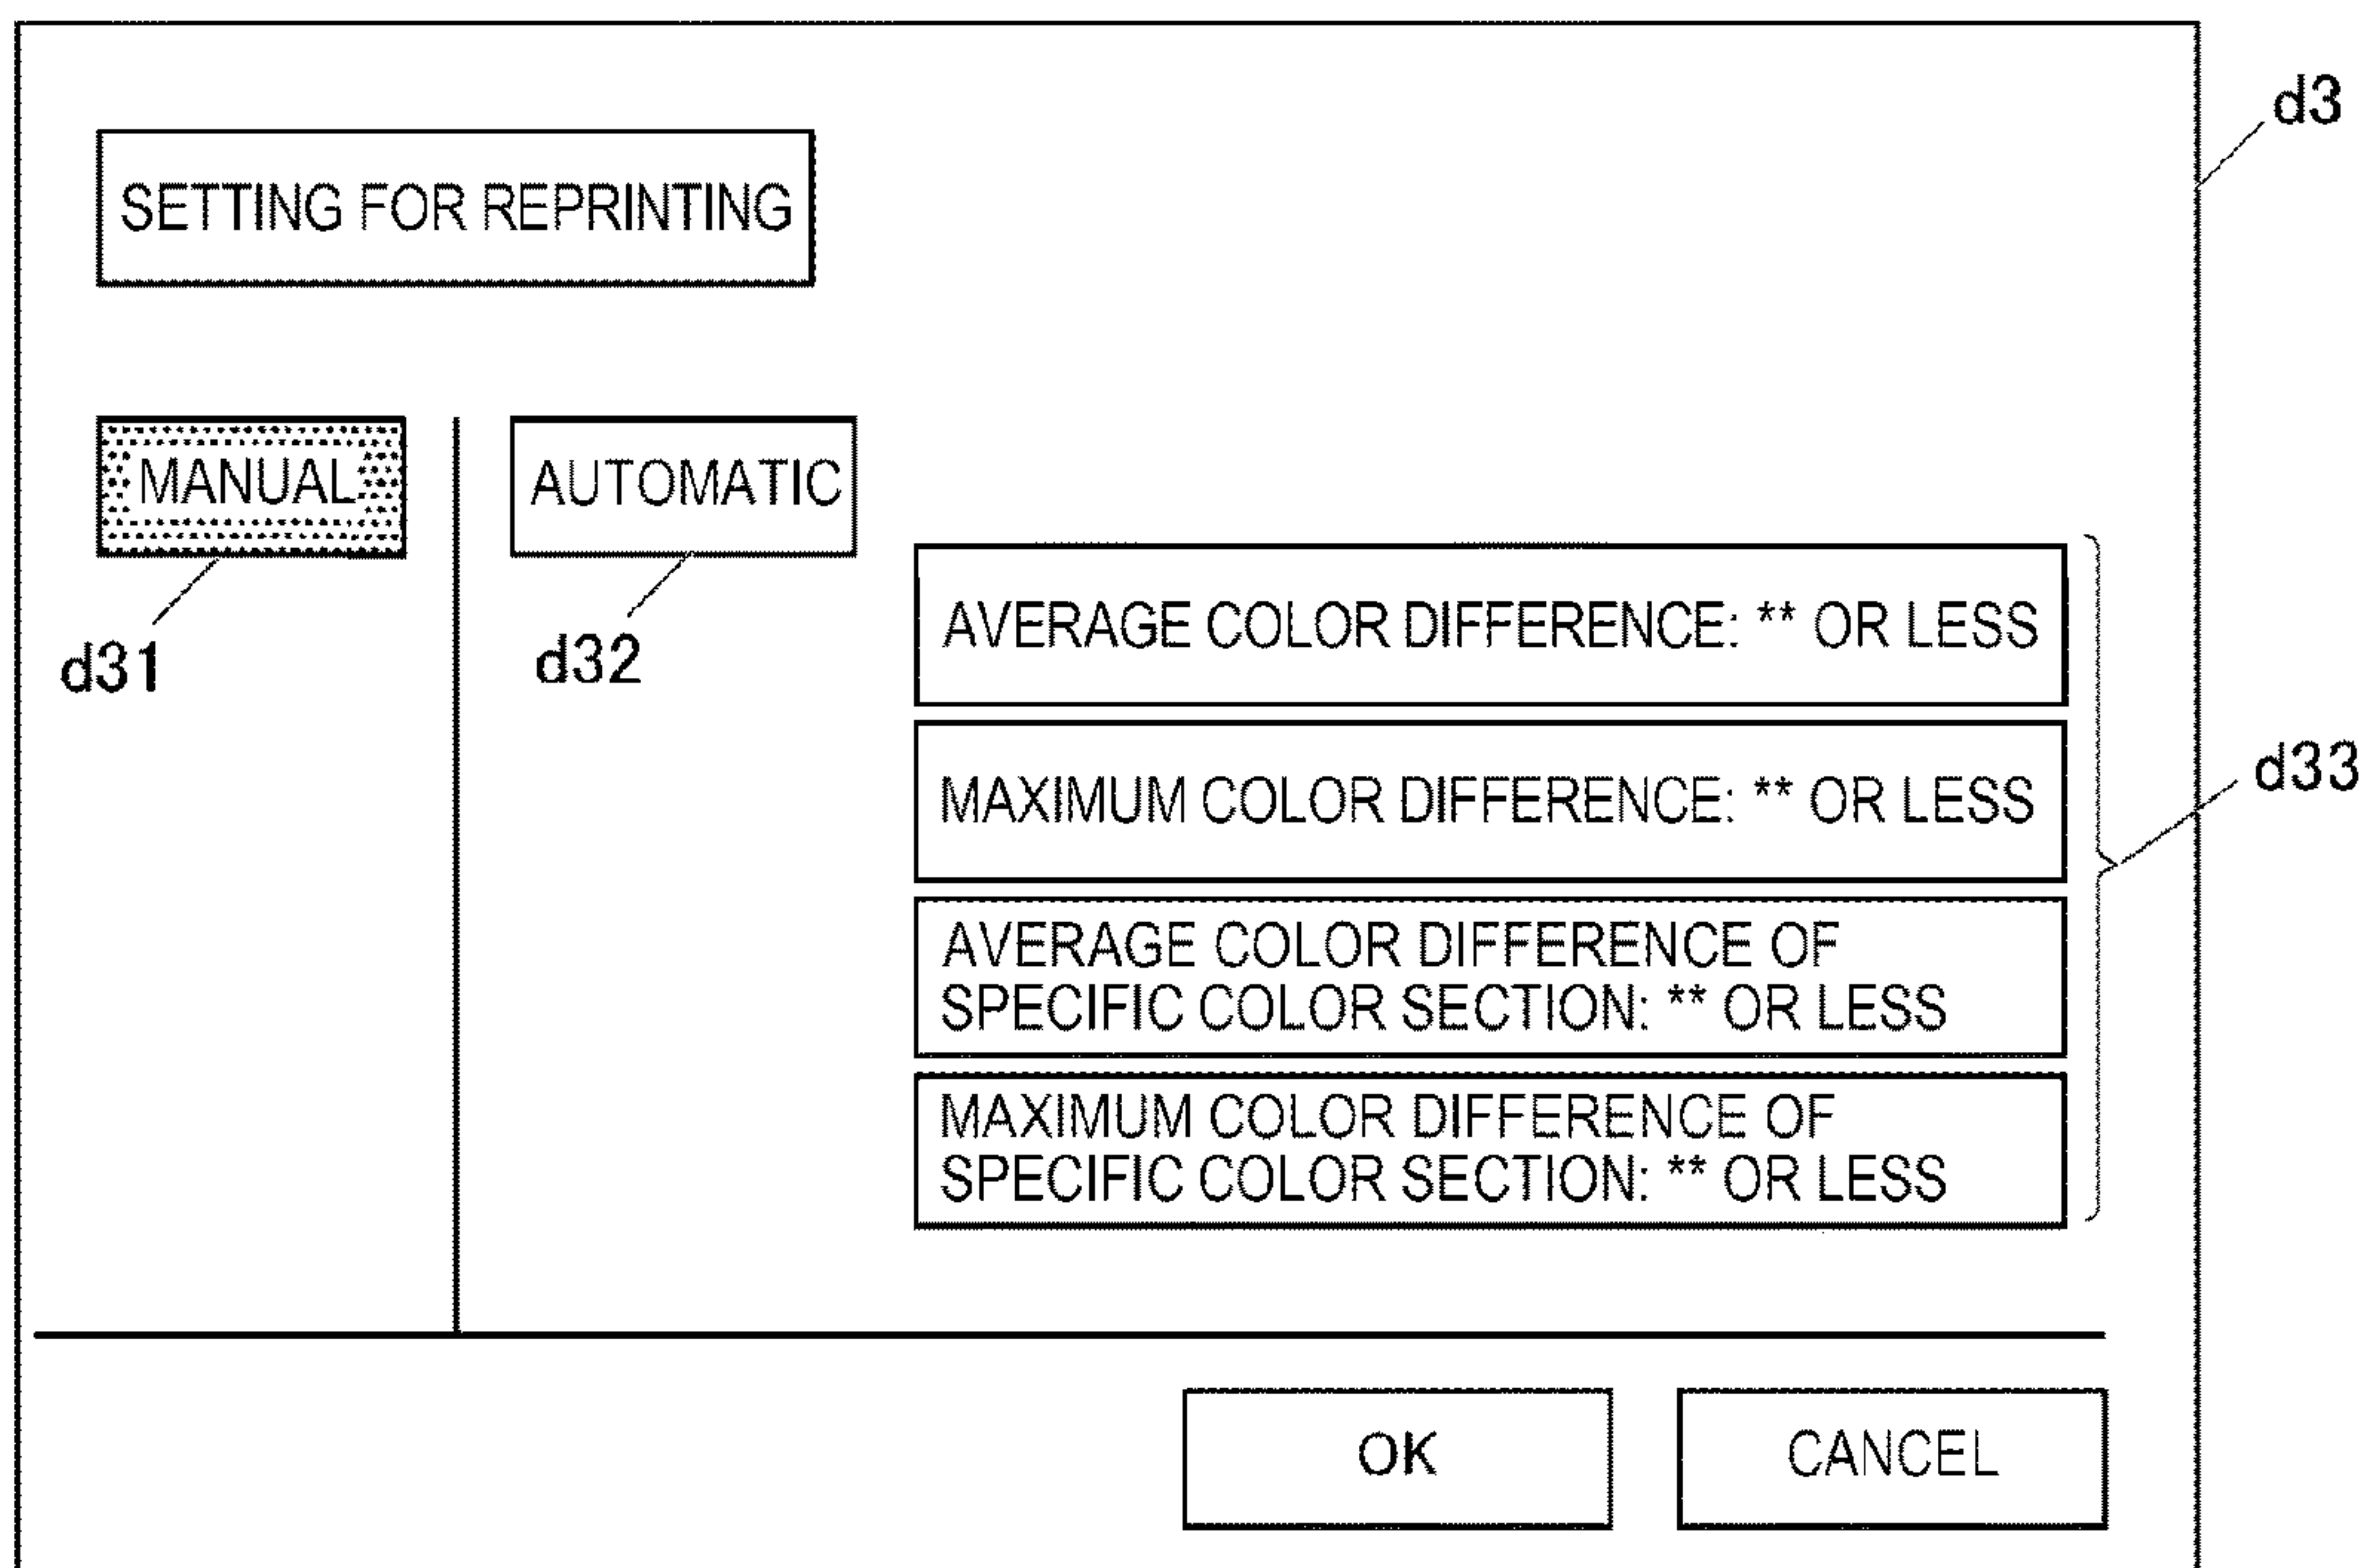 d3
SETTING FOR REPRINTING
MANUAL
AUTOMATIC
d31
d32
AVERAGE COLOR DIFFERENCE: ** OR LESS
MAXIMUM COLOR DIFFERENCE: ** OR LESS
d33
AVERAGE COLOR DIFFERENCE OF
SPECIFIC COLOR SECTION: ** OR LESS
MAXIMUM COLOR DIFFERENCE OF
SPECIFIC COLOR SECTION: ** OR LESS
OK
CANCEL